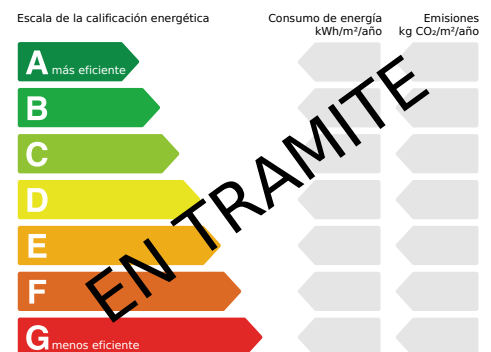 Escala de la calificación energética
Consumo de energía
kWh/m²/año
Emisiones
kg CO₂/m²/año
A más eficiente
B
C
D
E
F
G menos eficiente
EN TRAMITE